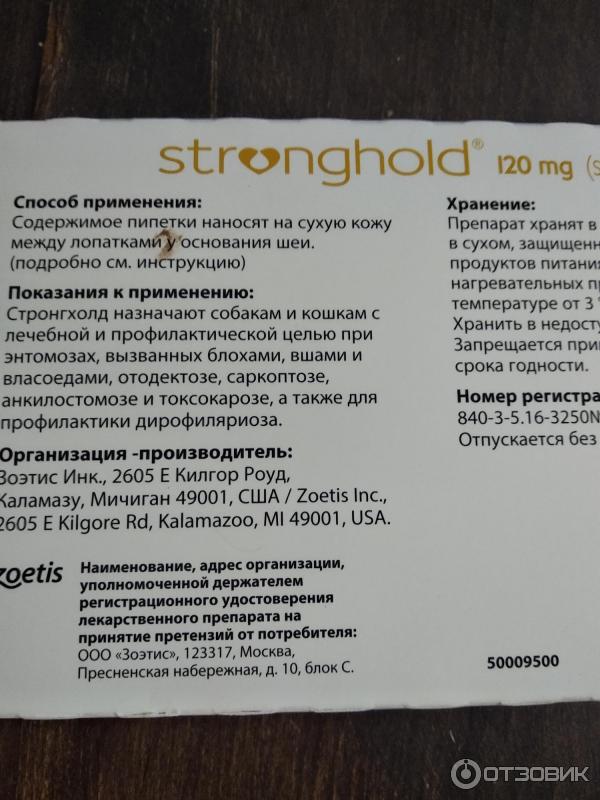 stronghold® 120 mg (s
Способ применения:
Содержимое пипетки наносят на сухую кожу
между лопатками у основания шеи.
(подробно см. инструкцию)
Показания к применению:
Стронгхолд назначают собакам и кошкам с
лечебной и профилактической целью при
энтомозах, вызванных блохами, вшами и
власоедами, отодектозе, саркоптозе,
анкилостомозе и токсокарозе, а также для
профилактики дирофиляриоза.
Организация -производитель:
Зоэтис Инк., 2605 Е Килгор Роуд,
Каламазу, Мичиган 49001, США / Zoetis Inc.,
2605 E Kilgore Rd, Kalamazoo, MI 49001, USA.
zoetis
Наименование, адрес организации,
уполномоченной держателем
регистрационного удостоверения
лекарственного препарата на
принятие претензий от потребителя:
ООО «Зоэтис», 123317, Москва,
Пресненская набережная, д. 10, блок С.
Хранение:
Препарат хранят в
в сухом, защищенн
продуктов питани
нагревательных п
температуре от 3
Хранить в недост
Запрещается при
срока годности.
Номер регистра
840-3-5.16-3250N
Отпускается без
50009500
ОТЗОВИК